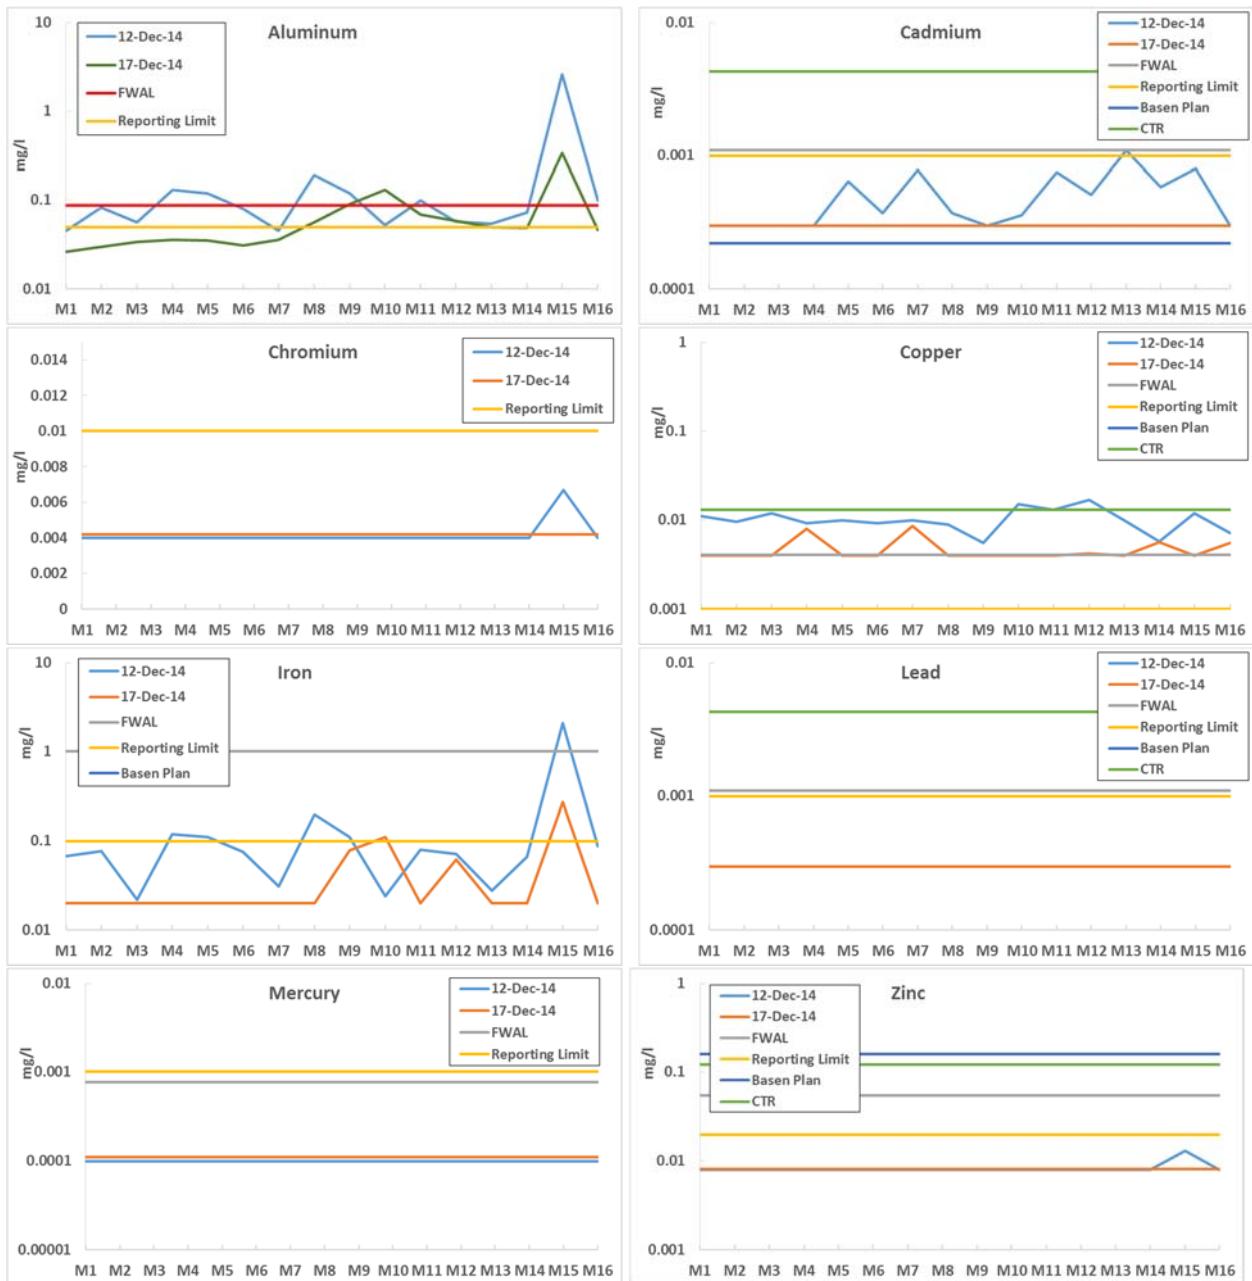 Aluminum
12-Dec-14
17-Dec-14
FWAL
Reporting Limit
mg/l
10
1
0.1
0.01
M1 M2 M3 M4 M5 M6 M7 M8 M9 M10 M11 M12 M13 M14 M15 M16
Cadmium
12-Dec-14
17-Dec-14
FWAL
Reporting Limit
Basen Plan
CTR
mg/l
0.01
0.001
0.0001
M1 M2 M3 M4 M5 M6 M7 M8 M9 M10 M11 M12 M13 M14 M15 M16
Chromium
12-Dec-14
17-Dec-14
Reporting Limit
mg/l
0.014
0.012
0.01
0.008
0.006
0.004
0.002
0
M1 M2 M3 M4 M5 M6 M7 M8 M9 M10 M11 M12 M13 M14 M15 M16
Copper
12-Dec-14
17-Dec-14
FWAL
Reporting Limit
Basen Plan
CTR
mg/l
1
0.1
0.01
0.001
M1 M2 M3 M4 M5 M6 M7 M8 M9 M10 M11 M12 M13 M14 M15 M16
Iron
12-Dec-14
17-Dec-14
FWAL
Reporting Limit
Basen Plan
mg/l
10
1
0.1
0.01
M1 M2 M3 M4 M5 M6 M7 M8 M9 M10 M11 M12 M13 M14 M15 M16
Lead
12-Dec-14
17-Dec-14
FWAL
Reporting Limit
Basen Plan
CTR
mg/l
0.01
0.001
0.0001
M1 M2 M3 M4 M5 M6 M7 M8 M9 M10 M11 M12 M13 M14 M15 M16
Mercury
12-Dec-14
17-Dec-14
FWAL
Reporting Limit
mg/l
0.01
0.001
0.0001
0.00001
M1 M2 M3 M4 M5 M6 M7 M8 M9 M10 M11 M12 M13 M14 M15 M16
Zinc
12-Dec-14
17-Dec-14
FWAL
Reporting Limit
Basen Plan
CTR
mg/l
1
0.1
0.01
0.001
M1 M2 M3 M4 M5 M6 M7 M8 M9 M10 M11 M12 M13 M14 M15 M16